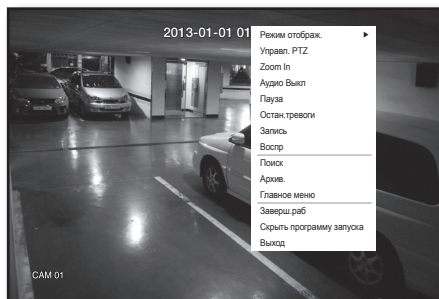 2013-01-01 01
Режим отображ.
Управл. PTZ
Zoom In
Аудио Выкл
Пауза
Остан.тревоги
Запись
Воспр
Поиск
Архив.
Главное меню
Заверш.раб
Скрыть программу запуска
Выход
CAM 01